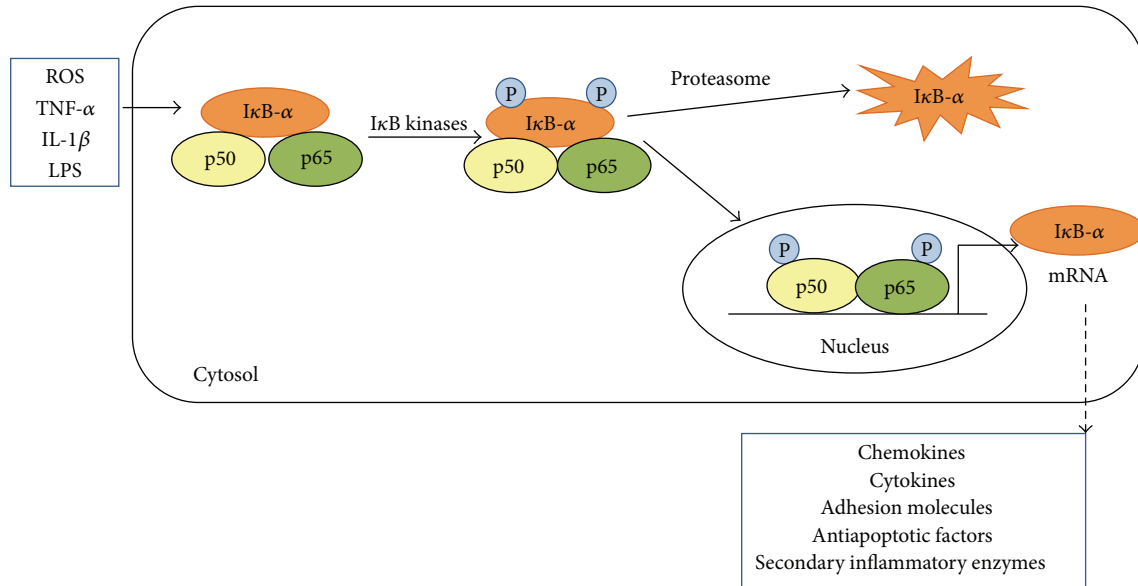 ROS
TNF-α
IL-1β
LPS
IκB-α
p50
p65
IκB kinases
P
P
IκB-α
p50
p65
Proteasome
IκB-α
P
P
p50
p65
Nucleus
IκB-α
mRNA
Cytosol
Chemokines
Cytokines
Adhesion molecules
Antiapoptotic factors
Secondary inflammatory enzymes